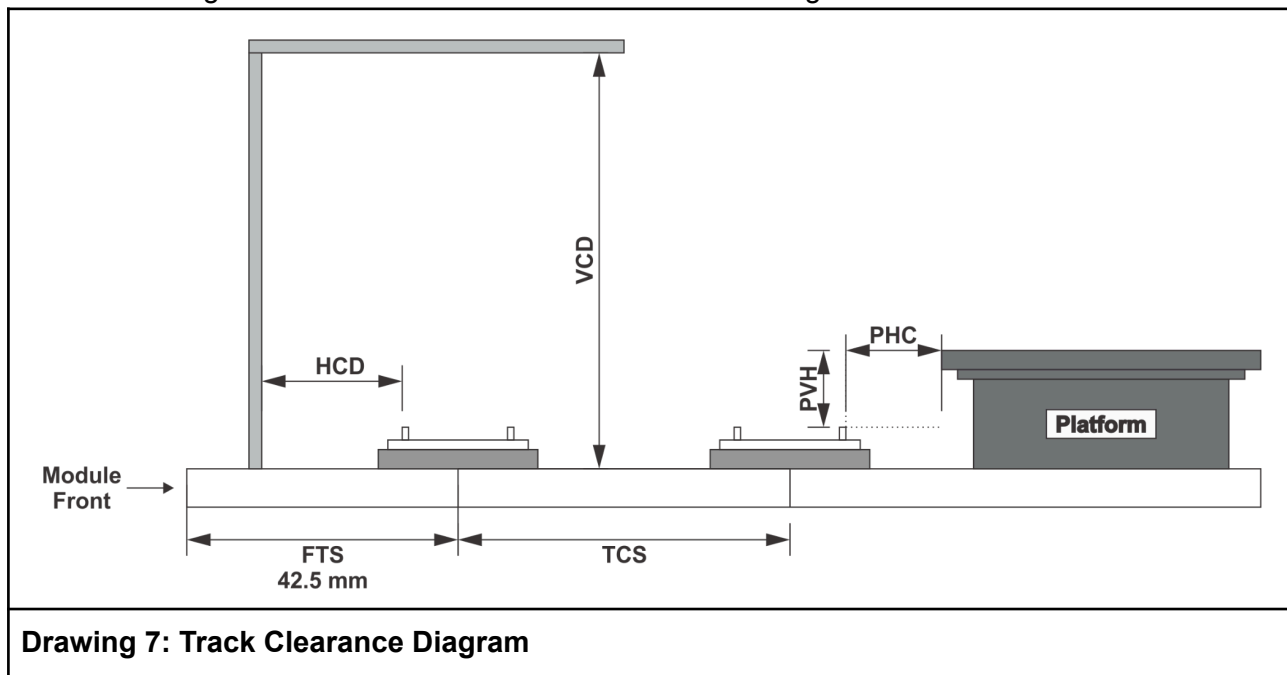 VCD
PHC
HCD
PVH
Platform
Module
Front
FTS
42.5 mm
TCS
Drawing 7: Track Clearance Diagram